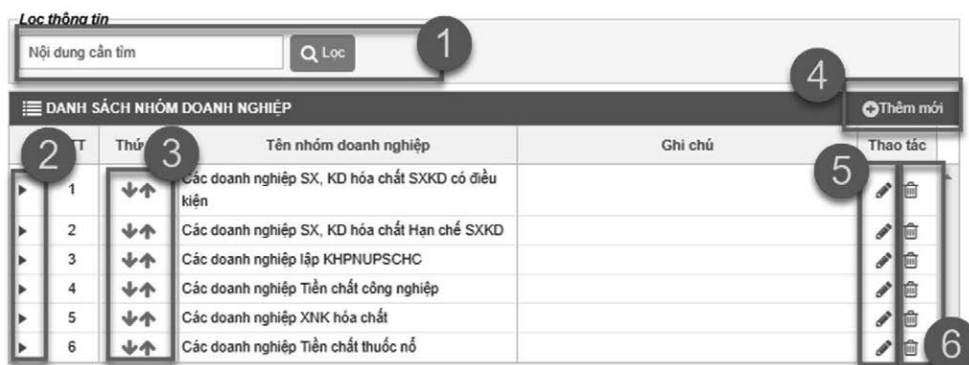 Lọc thông tin
Nội dung cần tìm
Lọc
1
4
DANH SÁCH NHÓM DOANH NGHIỆP
Thêm mới
2
TT
Thứ
3
Tên nhóm doanh nghiệp
Ghi chú
Thao tác
5
1 Các doanh nghiệp SX, KD hóa chất SXKD có điều
kiện
2 Các doanh nghiệp SX, KD hóa chất Hạn chế SXKD
3 Các doanh nghiệp lập KHPNUPSCHC
4 Các doanh nghiệp Tiền chất công nghiệp
5 Các doanh nghiệp XNK hóa chất
6 Các doanh nghiệp Tiền chất thuốc nổ
6